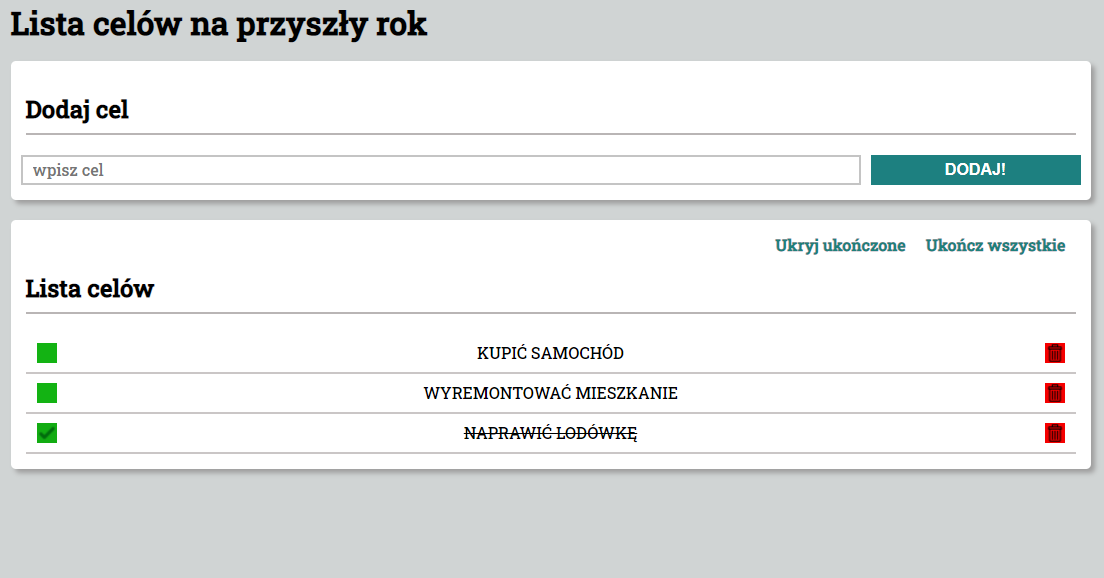 Lista celów na przyszły rok
Dodaj cel
wpisz cel
DODAJ!
Ukryj ukończone
Ukończ wszystkie
Lista celów
KUPIĆ SAMOCHÓD
WYREMONTOWAĆ MIESZKANIE
NAPRAWIĆ LODÓWKĘ